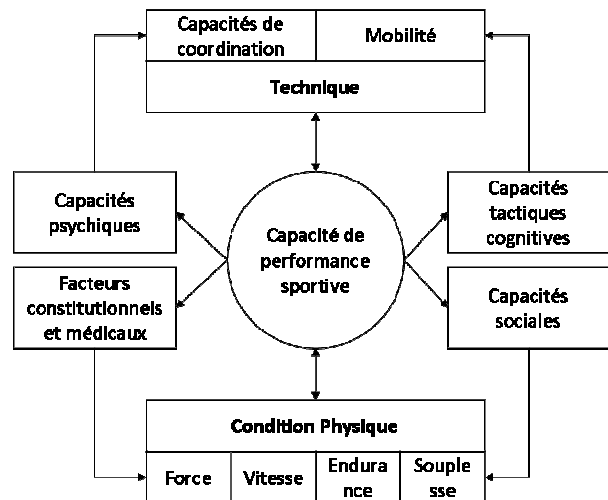 Capacités de
coordination
Mobilité
Technique
Capacités
psychiques
Capacité de
performance
sportive
Capacités
tactiques
cognitives
Facteurs
constitutionnels
et médicaux
Capacités
sociales
Condition Physique
Force
Vitesse
Endura
nce
Souple
sse